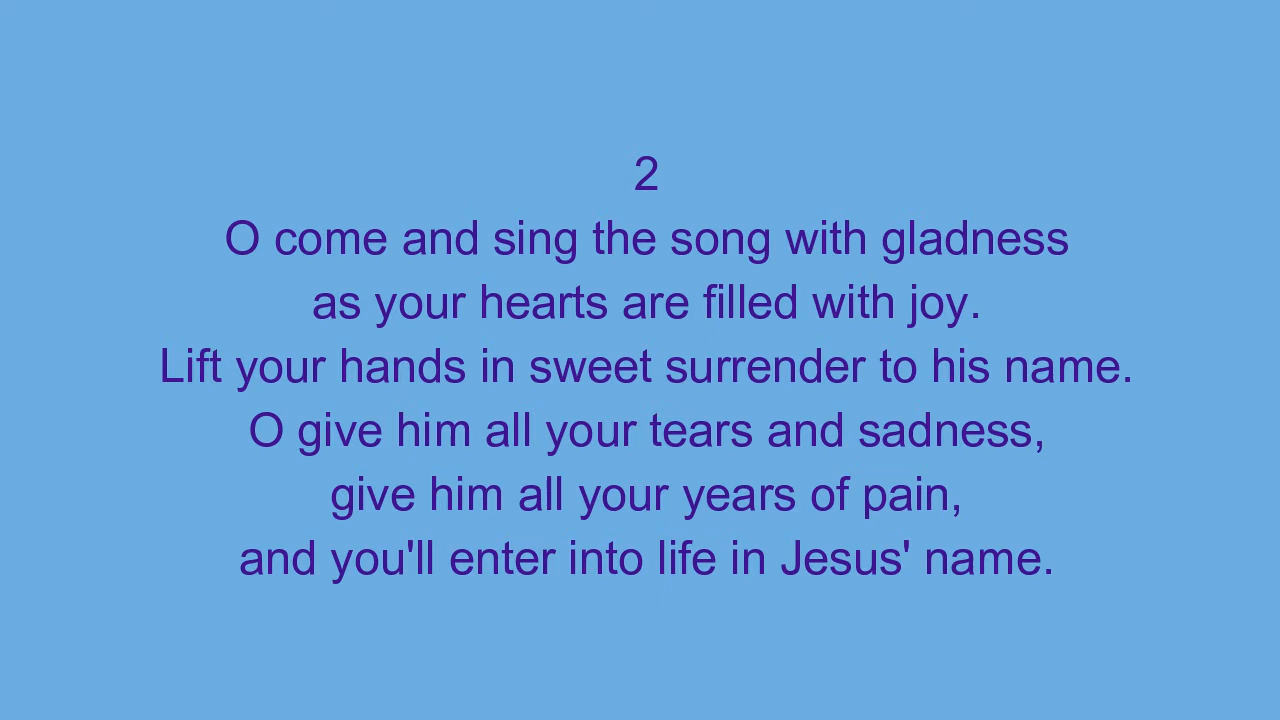 2
O come and sing the song with gladness
as your hearts are filled with joy.
Lift your hands in sweet surrender to his name.
O give him all your tears and sadness,
give him all your years of pain,
and you'll enter into life in Jesus' name.